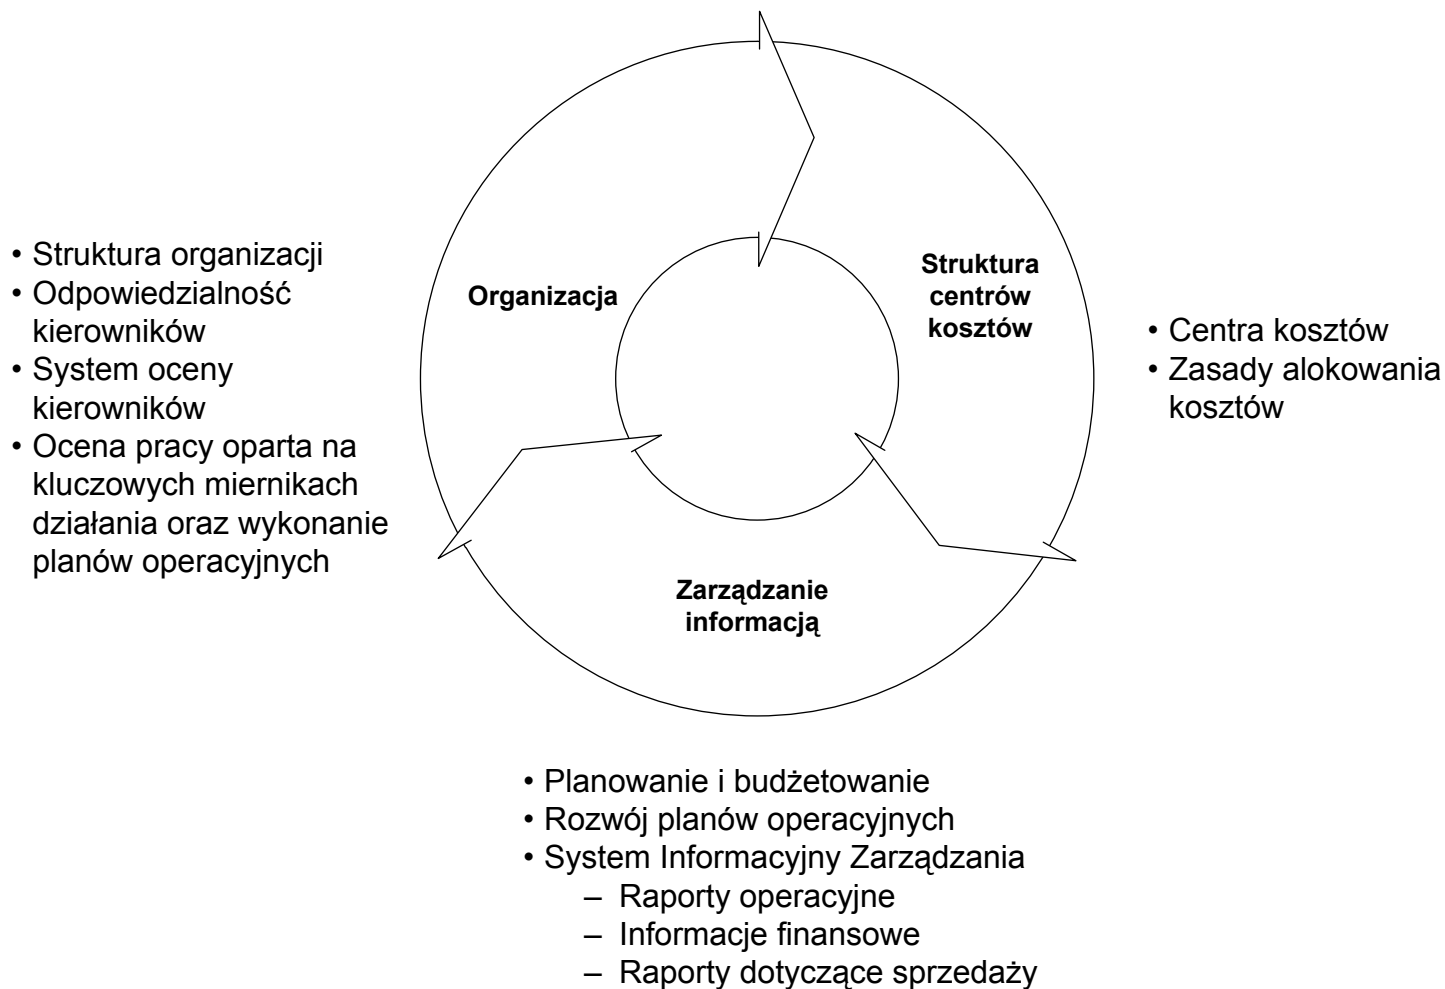 • Struktura organizacji
• Odpowiedzialność
kierowników
• System oceny
kierowników
• Ocena pracy oparta na
kluczowych miernikach
działania oraz wykonanie
planów operacyjnych
Organizacja
Struktura
centrów
kosztów
• Centra kosztów
• Zasady alokowania
kosztów
Zarządzanie
informacją
• Planowanie i budżetowanie
• Rozwój planów operacyjnych
• System Informacyjny Zarządzania
– Raporty operacyjne
– Informacje finansowe
– Raporty dotyczące sprzedaży